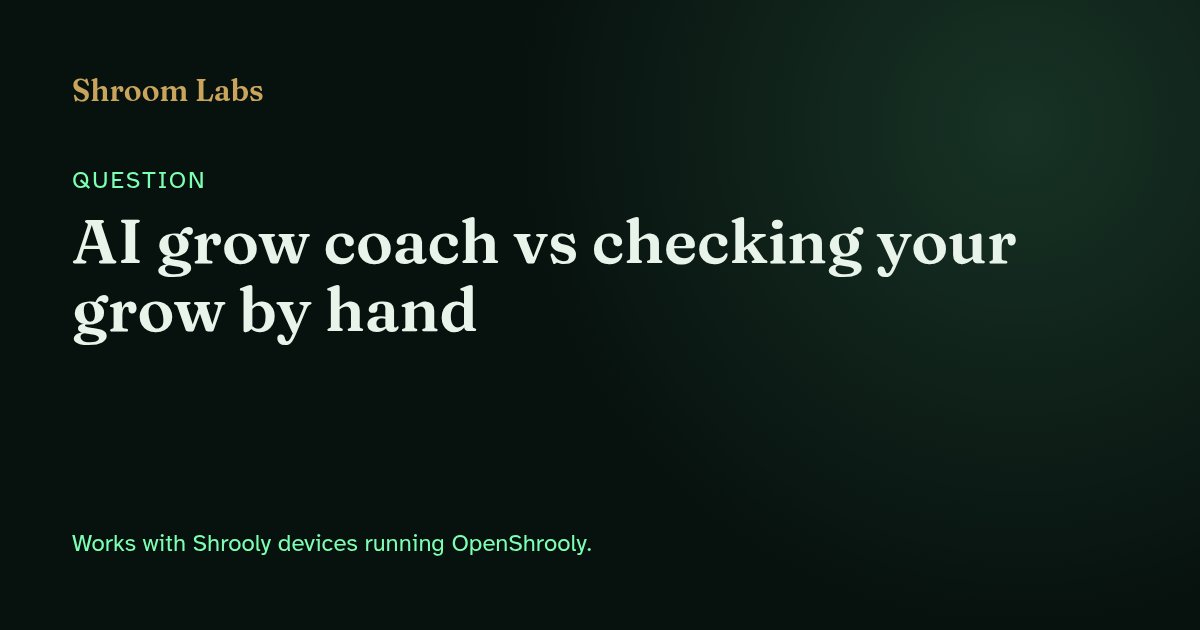 Shroom Labs
QUESTION
AI grow coach vs checking your
grow by hand
Works with Shrooly devices running OpenShrooly.